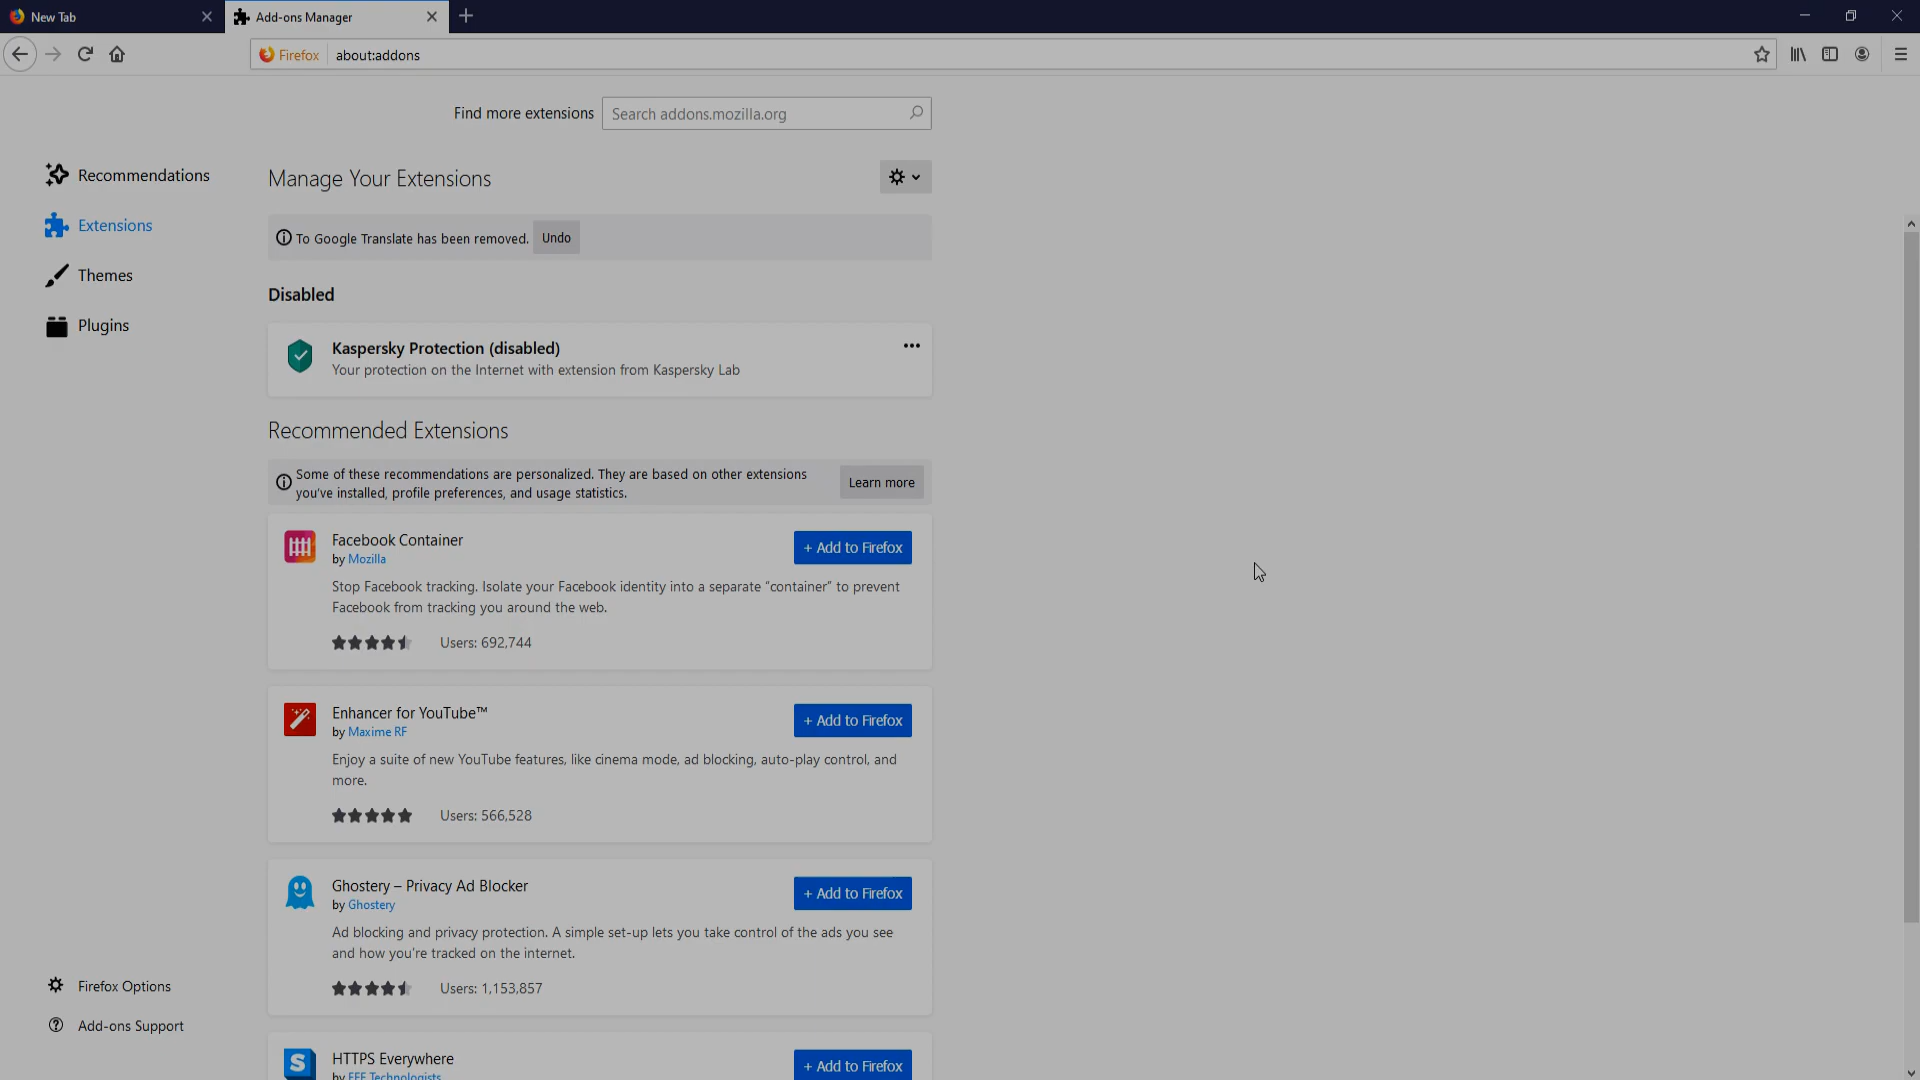 New Tab
Add-ons Manager
Firefox
about:addons
Find more extensions
Search addons.mozilla.org
Recommendations
Extensions
Themes
Plugins
Manage Your Extensions
To Google Translate has been removed.
Undo
Disabled
Kaspersky Protection (disabled)
Your protection on the Internet with extension from Kaspersky Lab
Recommended Extensions
Some of these recommendations are personalized. They are based on other extensions
you've installed, profile preferences, and usage statistics.
Learn more
Facebook Container
by Mozilla
+ Add to Firefox
Stop Facebook tracking. Isolate your Facebook identity into a separate “container” to prevent
Facebook from tracking you around the web.
Users: 692,744
Enhancer for YouTube™
by Maxime RF
+ Add to Firefox
Enjoy a suite of new YouTube features, like cinema mode, ad blocking, auto-play control, and
more.
Users: 566,528
Ghostery – Privacy Ad Blocker
by Ghostery
+ Add to Firefox
Ad blocking and privacy protection. A simple set-up lets you take control of the ads you see
and how you're tracked on the internet.
Users: 1,153,857
HTTPS Everywhere
by EFF Technologists
+ Add to Firefox
Firefox Options
Add-ons Support